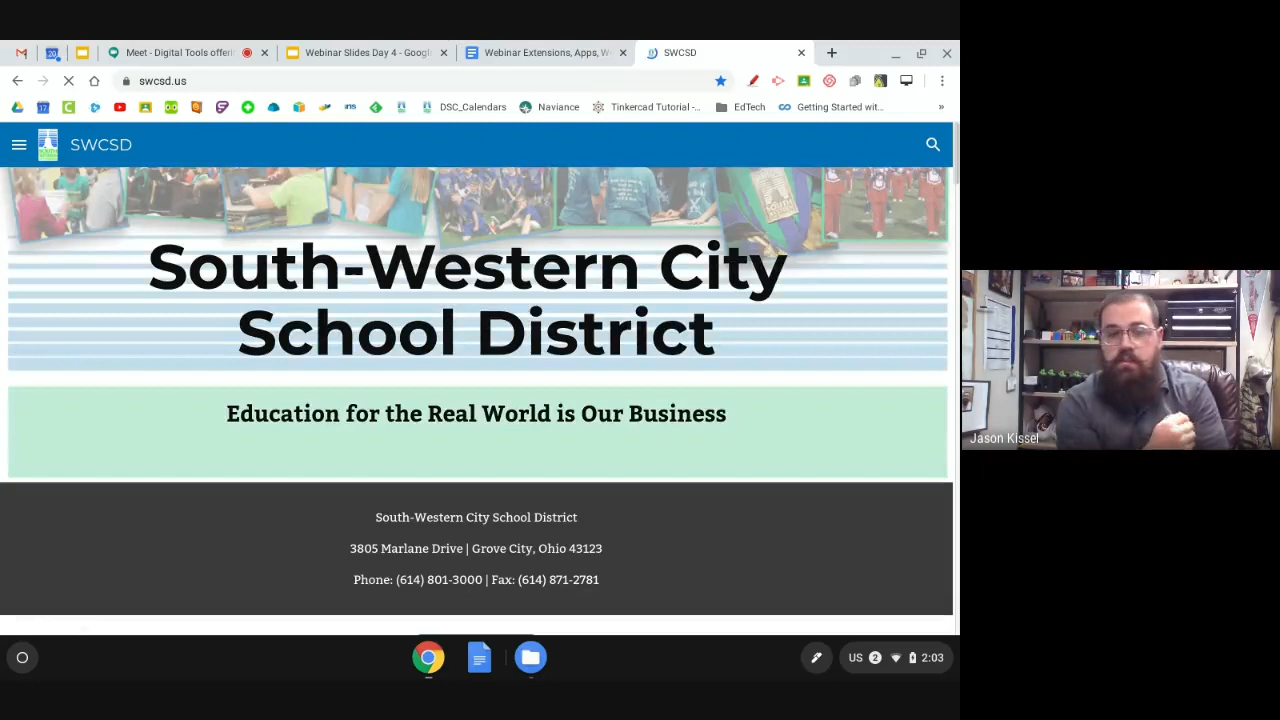 Meet - Digital Tools offeri
Webinar Slides Day 4 - Googl
Webinar Extensions, Apps, W
SWCSD
swcsd.us
DSC_Calendars
Naviance
Tinkercad Tutorial -...
EdTech
Getting Started wit...
»
SWCSD
South-Western City
School District
Education for the Real World is Our Business
South-Western City School District
3805 Marlane Drive | Grove City, Ohio 43123
Phone: (614) 801-3000 | Fax: (614) 871-2781
Jason Kissel
US 2 2:03